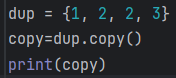 dup = {1, 2, 2, 3}
copy=dup.copy()
print(copy)